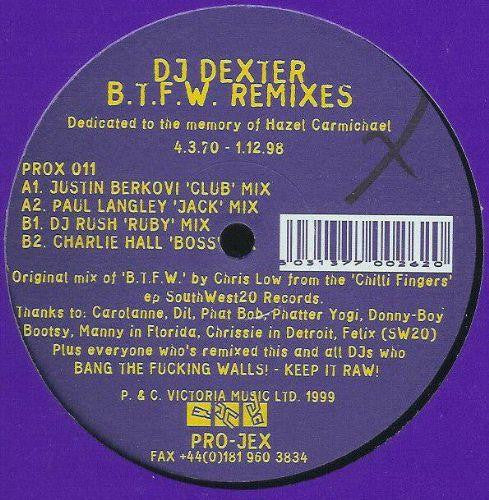 DJ DEXTER
B.T.F.W. REMIXES
Dedicated to the memory of Hazel Carmichael
4.3.70 - 1.12.98
PROX 011
A1. JUSTIN BERKOVI 'CLUB' MIX
A2. PAUL LANGLEY 'JACK' MIX
B1. DJ RUSH 'RUBY' MIX
B2. CHARLIE HALL 'BOSS'
5 031377 002620
Original mix of 'B.T.F.W.' by Chris Low from the 'Chilli Fingers'
ep SouthWest20 Records.
Thanks to: Carolanne, Dil, Phat Bob, Phatter Yogi, Donny-Boy
Bootsy, Manny in Florida, Chrissie in Detroit, Felix (SW20)
Plus everyone who's remixed this and all DJs who
BANG THE FUCKING WALLS! - KEEP IT RAW!
P. & C. VICTORIA MUSIC LTD. 1999
PRO-JEX
FAX +44(0)181 960 3834